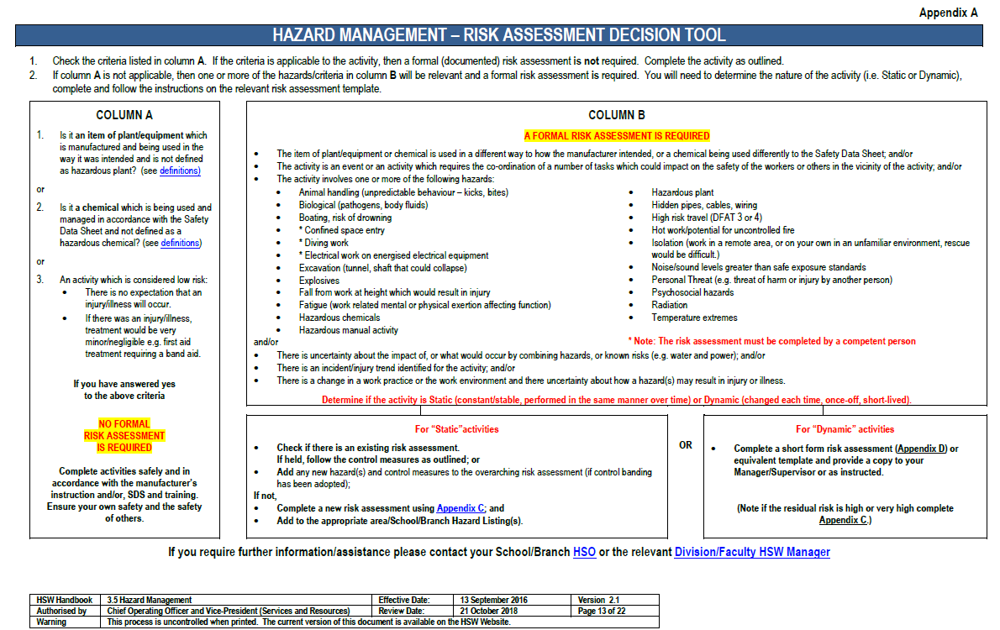 Appendix A
HAZARD MANAGEMENT – RISK ASSESSMENT DECISION TOOL
1. Check the criteria listed in column A. If the criteria is applicable to the activity, then a formal (documented) risk assessment is not required. Complete the activity as outlined.
2. If column A is not applicable, then one or more of the hazards/criteria in column B will be relevant and a formal risk assessment is required. You will need to determine the nature of the activity (i.e. Static or Dynamic),
complete and follow the instructions on the relevant risk assessment template.
COLUMN A
1. Is it an item of plant/equipment which
is manufactured and being used in the
way it was intended and is not defined
as hazardous plant? (see definitions)
or
2. Is it a chemical which is being used and
managed in accordance with the Safety
Data Sheet and not defined as a
hazardous chemical? (see definitions)
or
3. An activity which is considered low risk:
• There is no expectation that an
injury/illness will occur.
• If there was an injury/illness,
treatment would be very
minor/negligible e.g. first aid
treatment requiring a band aid.
If you have answered yes
to the above criteria
NO FORMAL
RISK ASSESSMENT
IS REQUIRED
Complete activities safely and in
accordance with the manufacturer's
instruction and/or, SDS and training.
Ensure your own safety and the safety
of others.
COLUMN B
A FORMAL RISK ASSESSMENT IS REQUIRED
• The item of plant/equipment or chemical is used in a different way to how the manufacturer intended, or a chemical being used differently to the Safety Data Sheet; and/or
• The activity is an event or an activity which requires the co-ordination of a number of tasks which could impact on the safety of the workers or others in the vicinity of the activity; and/or
• The activity involves one or more of the following hazards:
• Animal handling (unpredictable behaviour – kicks, bites)
• Biological (pathogens, body fluids)
• Boating, risk of drowning
• * Confined space entry
• * Diving work
• * Electrical work on energised electrical equipment
• Excavation (tunnel, shaft that could collapse)
• Explosives
• Fall from work at height which would result in injury
• Fatigue (work related mental or physical exertion affecting function)
• Hazardous chemicals
• Hazardous manual activity
• Hazardous plant
• Hidden pipes, cables, wiring
• High risk travel (DFAT 3 or 4)
• Hot work/potential for uncontrolled fire
• Isolation (work in a remote area, or on your own in an unfamiliar environment, rescue
would be difficult.)
• Noise/sound levels greater than safe exposure standards
• Personal Threat (e.g. threat of harm or injury by another person)
• Psychosocial hazards
• Radiation
• Temperature extremes
and/or
* Note: The risk assessment must be completed by a competent person
• There is uncertainty about the impact of, or what would occur by combining hazards, or known risks (e.g. water and power); and/or
• There is an incident/injury trend identified for the activity; and/or
• There is a change in a work practice or the work environment and there uncertainty about how a hazard(s) may result in injury or illness.
Determine if the activity is Static (constant/stable, performed in the same manner over time) or Dynamic (changed each time, once-off, short-lived).
For "Static"activities
• Check if there is an existing risk assessment.
If held, follow the control measures as outlined; or
• Add any new hazard(s) and control measures to the overarching risk assessment (if control banding
has been adopted);
If not,
• Complete a new risk assessment using Appendix C; and
• Add to the appropriate area/School/Branch Hazard Listing(s).
OR
For "Dynamic" activities
• Complete a short form risk assessment (Appendix D) or
equivalent template and provide a copy to your
Manager/Supervisor or as instructed.
(Note if the residual risk is high or very high complete
Appendix C.)
If you require further information/assistance please contact your School/Branch HSO or the relevant Division/Faculty HSW Manager
HSW Handbook 3.5 Hazard Management Effective Date: 13 September 2016 Version 2.1
Authorised by Chief Operating Officer and Vice-President (Services and Resources) Review Date: 21 October 2018 Page 13 of 22
Warning This process is uncontrolled when printed. The current version of this document is available on the HSW Website.